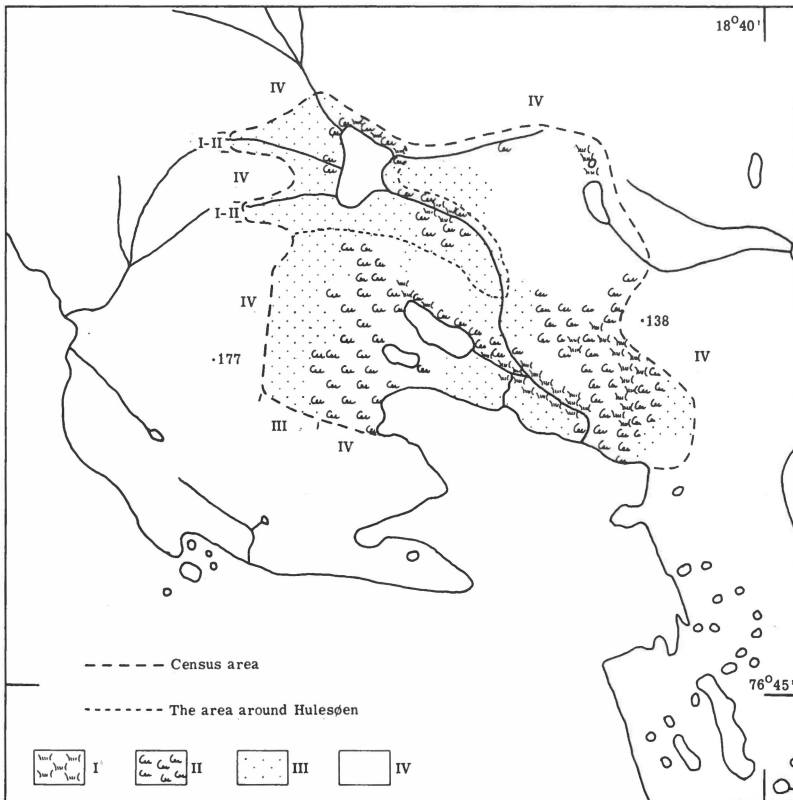 18°40'
IV
IV
I-II
IV
I-II
IV
·138
·177
IV
III
IV
Census area
76°45'
The area around Hulesøen
I
II
III
IV